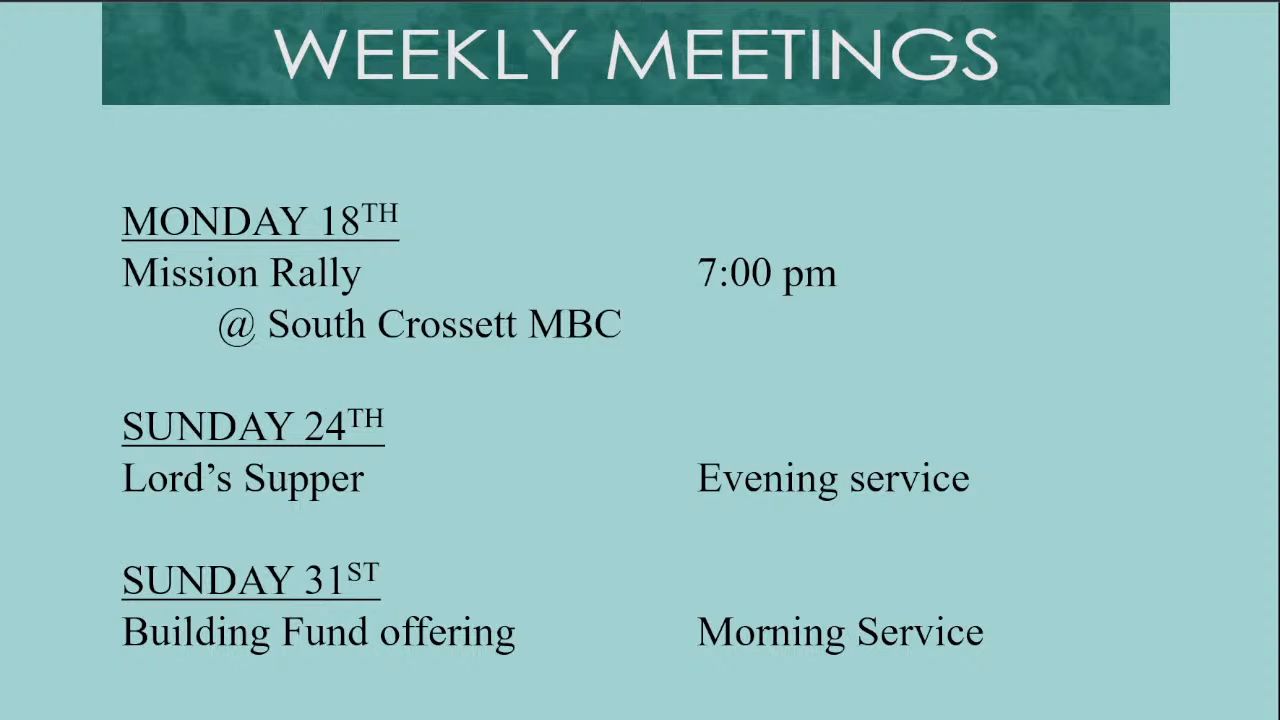 WEEKLY MEETINGS
MONDAY 18TH
Mission Rally 7:00 pm
@ South Crossett MBC
SUNDAY 24TH
Lord’s Supper Evening service
SUNDAY 31ST
Building Fund offering Morning Service